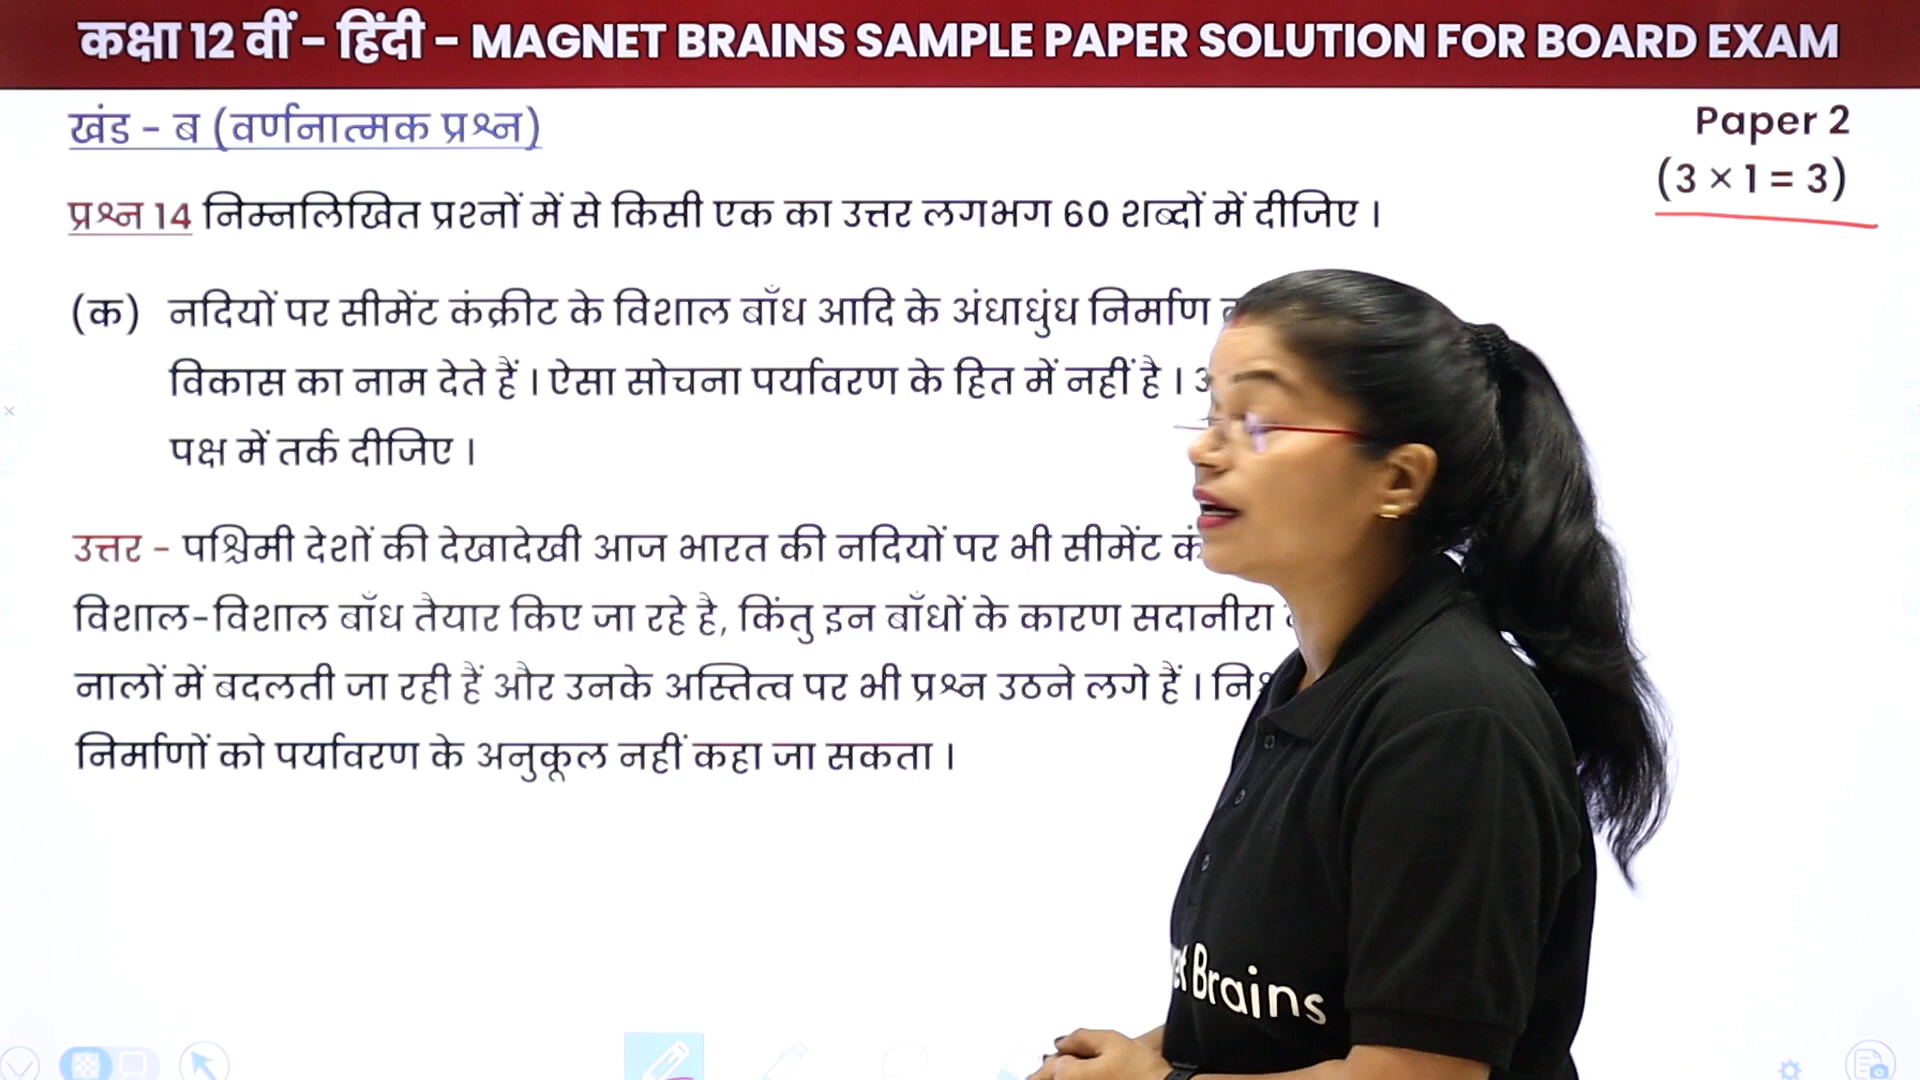 कक्षा 12 वीं – हिंदी – MAGNET BRAINS SAMPLE PAPER SOLUTION FOR BOARD EXAM
खंड - ब (वर्णनात्मक प्रश्न)
Paper 2
(3 × 1 = 3)
प्रश्न 14 निम्नलिखित प्रश्नों में से किसी एक का उत्तर लगभग 60 शब्दों में दीजिए ।
(क) नदियों पर सीमेंट कंक्रीट के विशाल बाँध आदि के अंधाधुंध निर्माण
विकास का नाम देते हैं । ऐसा सोचना पर्यावरण के हित में नहीं है ।
पक्ष में तर्क दीजिए ।
उत्तर - पश्चिमी देशों की देखादेखी आज भारत की नदियों पर भी सीमेंट
विशाल-विशाल बाँध तैयार किए जा रहे है, किंतु इन बाँधों के कारण सदानीरा
नालों में बदलती जा रही हैं और उनके अस्तित्व पर भी प्रश्न उठने लगे हैं ।
निर्माणों को पर्यावरण के अनुकूल नहीं कहा जा सकता ।
Brains